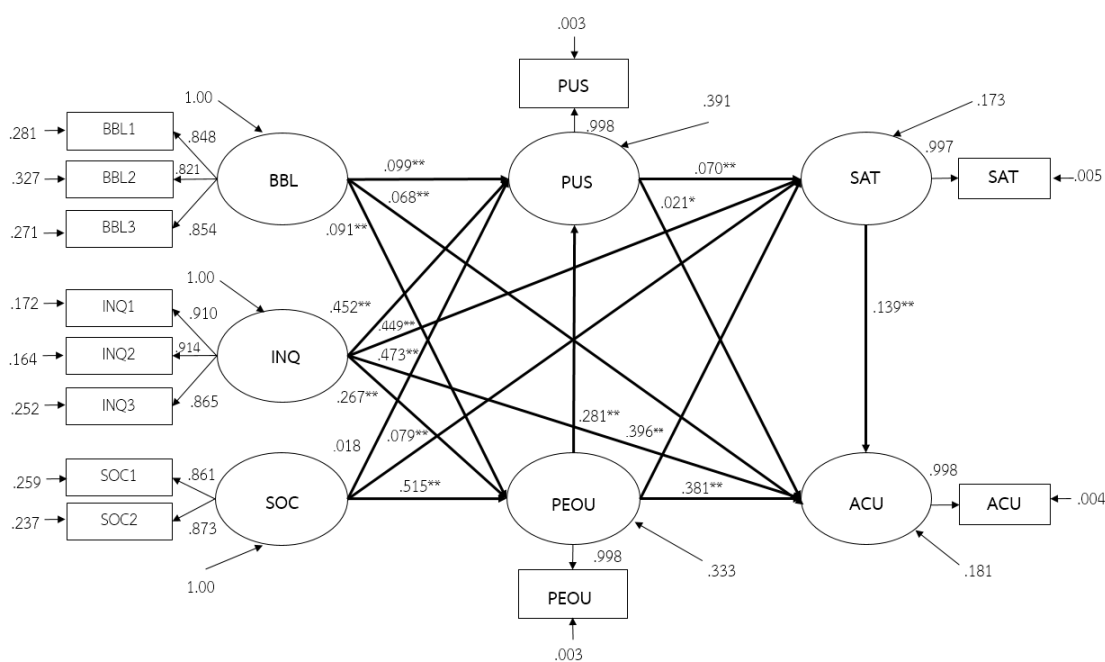 .003
PUS
1.00
.391
.173
.281
BBL1
.848
.998
.997
.327
BBL2
.821
BBL
.099**
PUS
.070**
SAT
SAT
.005
.068**
.021*
.271
BBL3
.854
.091**
1.00
.172
INQ1
.910
.452**
.139**
.449**
.164
INQ2
.914
INQ
.473**
.252
INQ3
.865
.267**
.281**
.079**
.396**
.018
.259
SOC1
.861
.998
SOC
.515**
PEOU
.381**
ACU
ACU
.004
.237
SOC2
.873
.998
1.00
.333
.181
PEOU
.003